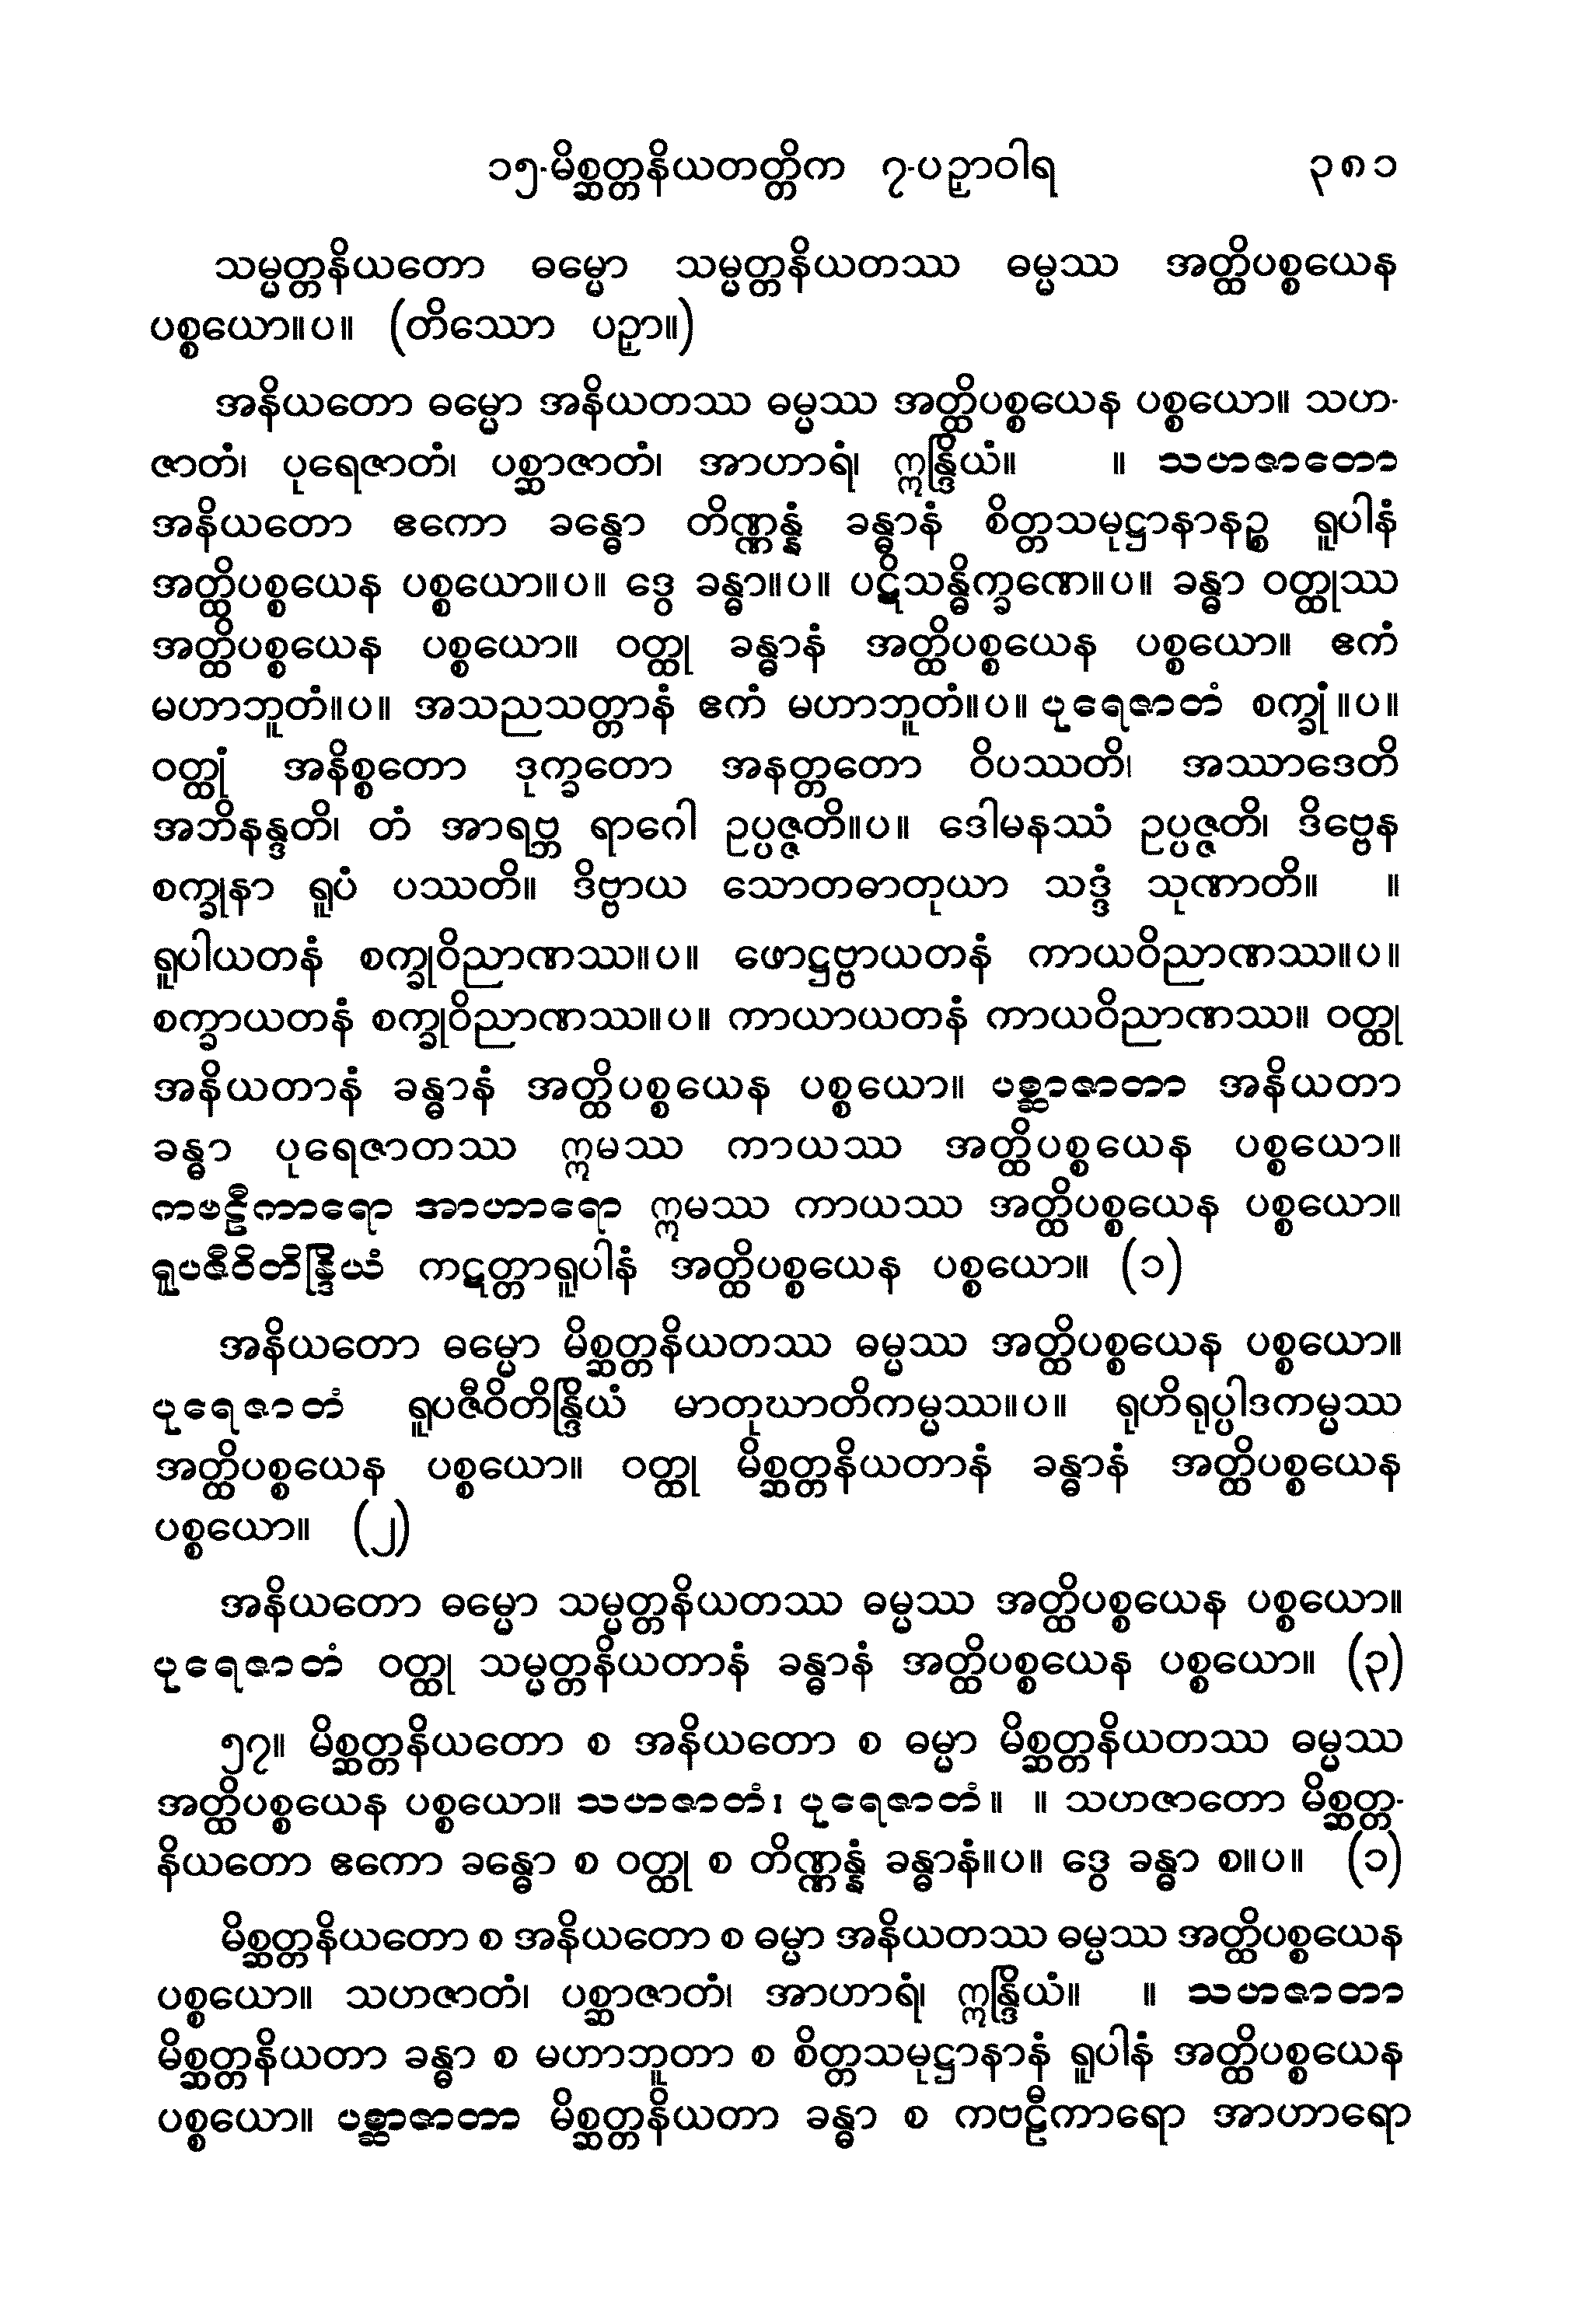 ၁၅-မိစ္ဆတ္တနိယတတ္တိက ၇-ပဉှာဝါရ ၃၈၁
သမ္မတ္တနိယတော ဓမ္မော သမ္မတ္တနိယတဿ ဓမ္မဿ အတ္ထိပစ္စယေန
ပစ္စယော။ပ။ (တိဿော ပဉှာ။)
အနိယတော ဓမ္မော အနိယတဿ ဓမ္မဿ အတ္ထိပစ္စယေန ပစ္စယော။ သဟ-
ဇာတံ၊ ပုရေဇာတံ၊ ပစ္ဆာဇာတံ၊ အာဟာရံ၊ ဣန္ဒြိယံ။ ။ သဟဇာတော
အနိယတော ဧကော ခန္ဓော တိဏ္ဏန္နံ ခန္ဓာနံ စိတ္တသမုဋ္ဌာနာနဉ္စ ရူပါနံ
အတ္ထိပစ္စယေန ပစ္စယော။ပ။ ဒွေ ခန္ဓာ။ပ။ ပဋိသန္ဓိက္ခဏေ။ပ။ ခန္ဓာ ဝတ္ထုဿ
အတ္ထိပစ္စယေန ပစ္စယော။ ဝတ္ထု ခန္ဓာနံ အတ္ထိပစ္စယေန ပစ္စယော။ ဧကံ
မဟာဘူတံ။ပ။ အသညသတ္တာနံ ဧကံ မဟာဘူတံ။ပ။ ပုရေဇာတံ စက္ခုံ။ပ။
ဝတ္ထုံ အနိစ္စတော ဒုက္ခတော အနတ္တတော ဝိပဿတိ၊ အဿာဒေတိ
အဘိနန္ဒတိ၊ တံ အာရဗ္ဘ ရာဂေါ ဥပ္ပဇ္ဇတိ။ပ။ ဒေါမနဿံ ဥပ္ပဇ္ဇတိ၊ ဒိဗ္ဗေန
စက္ခုနာ ရူပံ ပဿတိ။ ဒိဗ္ဗာယ သောတဓာတုယာ သဒ္ဒံ သုဏာတိ။ ။
ရူပါယတနံ စက္ခုဝိညာဏဿ။ပ။ ဖောဋ္ဌဗ္ဗာယတနံ ကာယဝိညာဏဿ။ပ။
စက္ခာယတနံ စက္ခုဝိညာဏဿ။ပ။ ကာယာယတနံ ကာယဝိညာဏဿ။ ဝတ္ထု
အနိယတာနံ ခန္ဓာနံ အတ္ထိပစ္စယေန ပစ္စယော။ ပစ္ဆာဇာတာ အနိယတာ
ခန္ဓာ ပုရေဇာတဿ ဣမဿ ကာယဿ အတ္ထိပစ္စယေန ပစ္စယော။
ကဗဠီကာရော အာဟာရော ဣမဿ ကာယဿ အတ္ထိပစ္စယေန ပစ္စယော။
ရူပဇီဝိတိန္ဒြိယံ ကဋတ္တာရူပါနံ အတ္ထိပစ္စယေန ပစ္စယော။ (၁)
အနိယတော ဓမ္မော မိစ္ဆတ္တနိယတဿ ဓမ္မဿ အတ္ထိပစ္စယေန ပစ္စယော။
ပုရေဇာတံ ရူပဇီဝိတိန္ဒြိယံ မာတုဃာတိကမ္မဿ။ပ။ ရုဟိရုပ္ပါဒကမ္မဿ
အတ္ထိပစ္စယေန ပစ္စယော။ ဝတ္ထု မိစ္ဆတ္တနိယတာနံ ခန္ဓာနံ အတ္ထိပစ္စယေန
ပစ္စယော။ (၂)
အနိယတော ဓမ္မော သမ္မတ္တနိယတဿ ဓမ္မဿ အတ္ထိပစ္စယေန ပစ္စယော။
ပုရေဇာတံ ဝတ္ထု သမ္မတ္တနိယတာနံ ခန္ဓာနံ အတ္ထိပစ္စယေန ပစ္စယော။ (၃)
၅၇။ မိစ္ဆတ္တနိယတော စ အနိယတော စ ဓမ္မာ မိစ္ဆတ္တနိယတဿ ဓမ္မဿ
အတ္ထိပစ္စယေန ပစ္စယော။ သဟဇာတံ၊ ပုရေဇာတံ။ ။ သဟဇာတော မိစ္ဆတ္တ-
နိယတော ဧကော ခန္ဓော စ ဝတ္ထု စ တိဏ္ဏန္နံ ခန္ဓာနံ။ပ။ ဒွေ ခန္ဓာ စ။ပ။ (၁)
မိစ္ဆတ္တနိယတော စ အနိယတော စ ဓမ္မာ အနိယတဿ ဓမ္မဿ အတ္ထိပစ္စယေန
ပစ္စယော။ သဟဇာတံ၊ ပစ္ဆာဇာတံ၊ အာဟာရံ၊ ဣန္ဒြိယံ။ ။ သဟဇာတာ
မိစ္ဆတ္တနိယတာ ခန္ဓာ စ မဟာဘူတာ စ စိတ္တသမုဋ္ဌာနာနံ ရူပါနံ အတ္ထိပစ္စယေန
ပစ္စယော။ ပစ္ဆာဇာတာ မိစ္ဆတ္တနိယတာ ခန္ဓာ စ ကဗဠီကာရော အာဟာရော